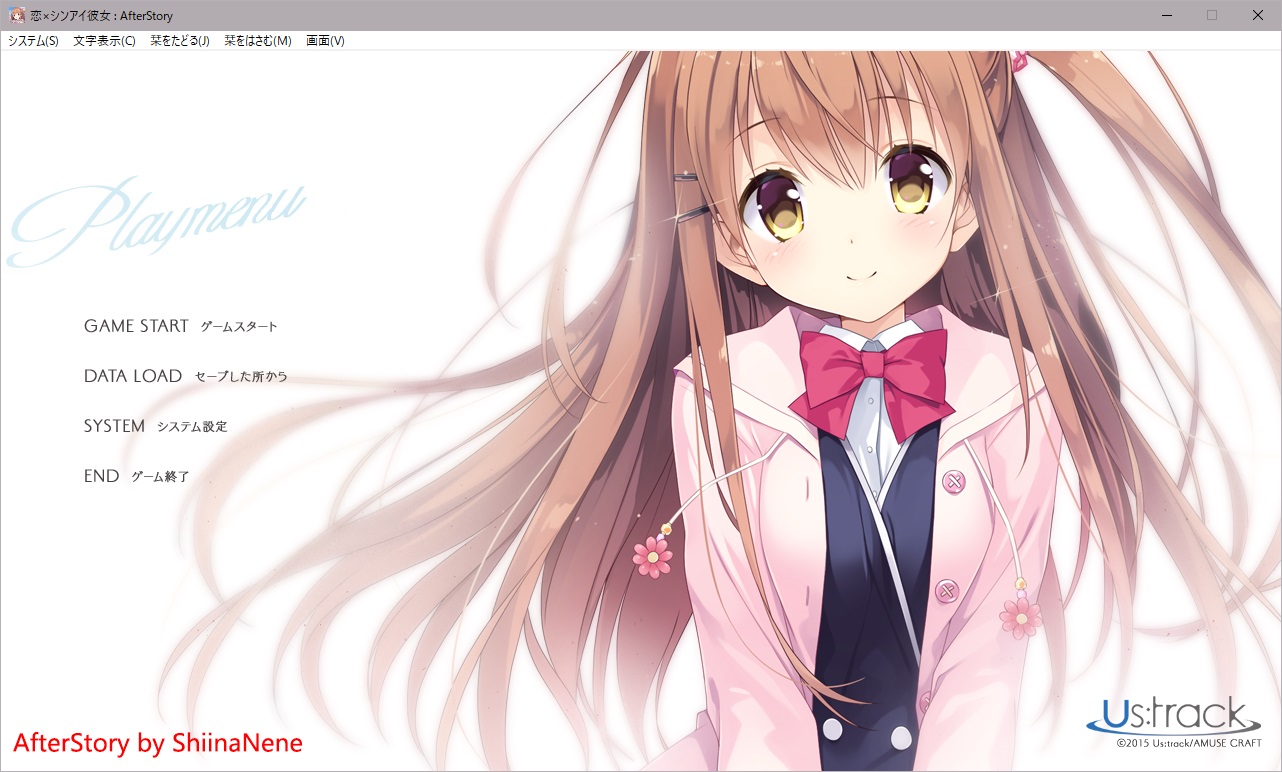 恋×シンアイ彼女 : AfterStory
システム(S) 文字表示(C) 栞をたどる(J) 栞をはさむ(M) 画面(V)
Playmenu
GAME START ゲームスタート
DATA LOAD セーブした所から
SYSTEM システム設定
END ゲーム終了
Us:track
©2015 Us:track/AMUSE CRAFT
AfterStory by ShiinaNene